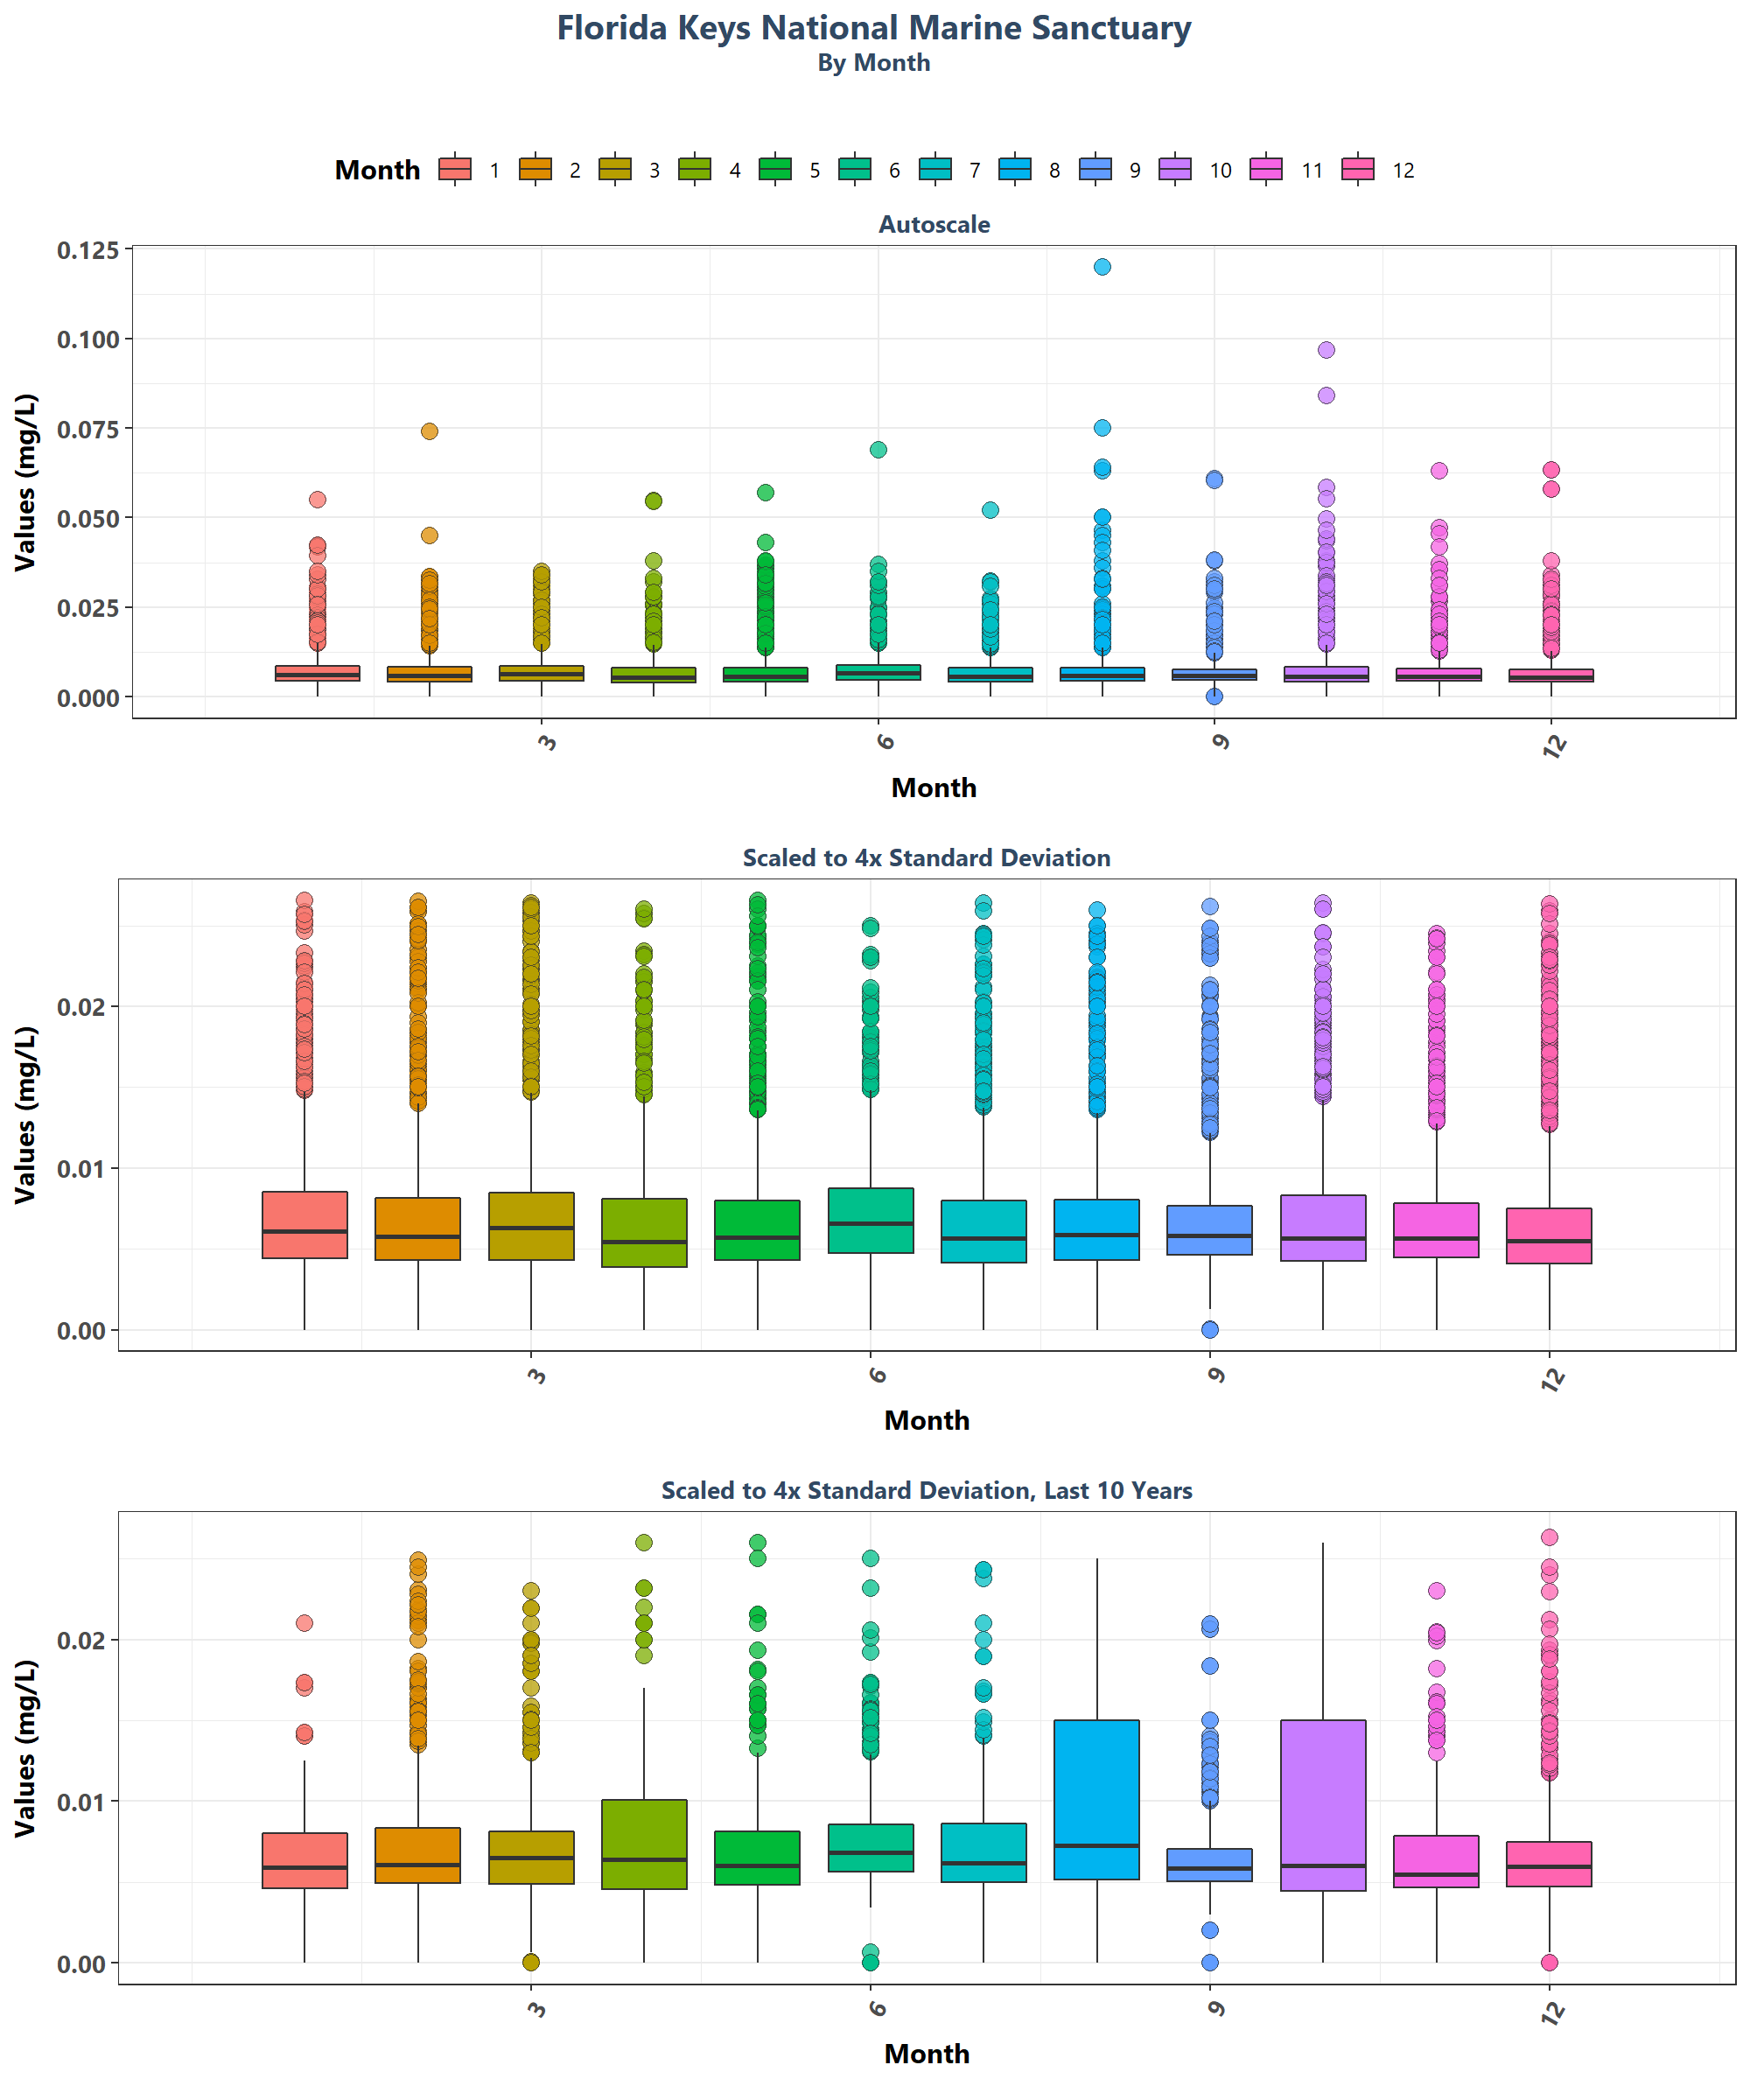 Florida Keys National Marine Sanctuary
By Month
Month 1 2 3 4 5 6 7 8 9 10 11 12
Autoscale
0.125
0.100
0.075
0.050
0.025
0.000
Values (mg/L)
3 6 9 12
Month
Scaled to 4x Standard Deviation
0.02
0.01
0.00
Values (mg/L)
3 6 9 12
Month
Scaled to 4x Standard Deviation, Last 10 Years
0.02
0.01
0.00
Values (mg/L)
3 6 9 12
Month